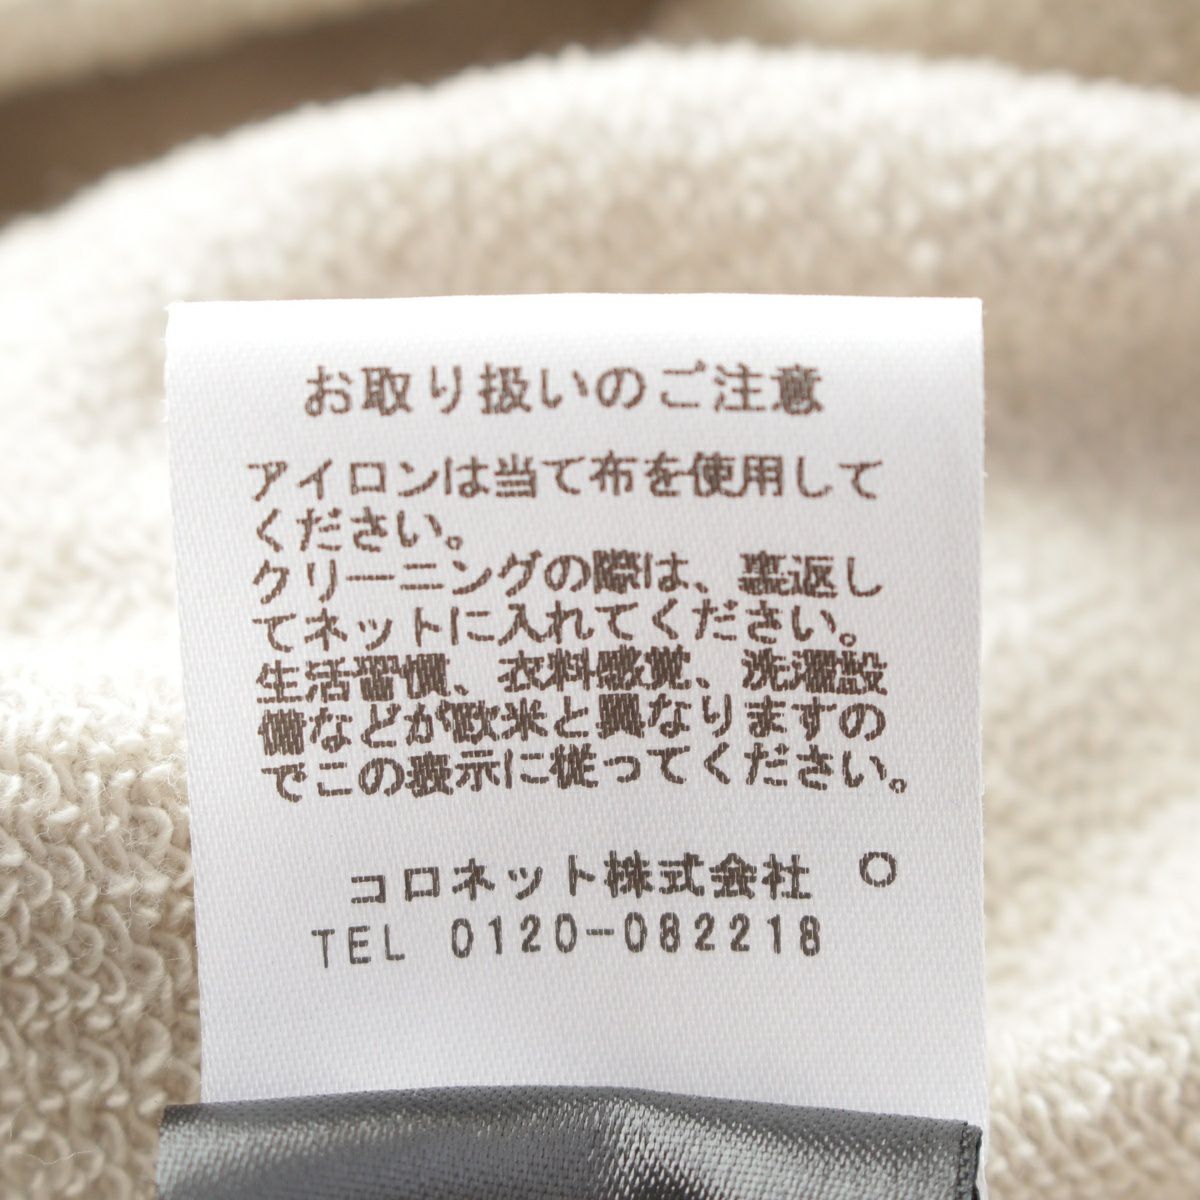 お取り扱いのご注意
アイロンは当て布を使用して
ください。
クリーニングの際は、裏返し
てネットに入れてください。
生活習慣、衣料感覚、洗濯設
備などが欧米と異なりますの
でこの表示に従ってください。
コロネット株式会社 〇
TEL 0120-082218